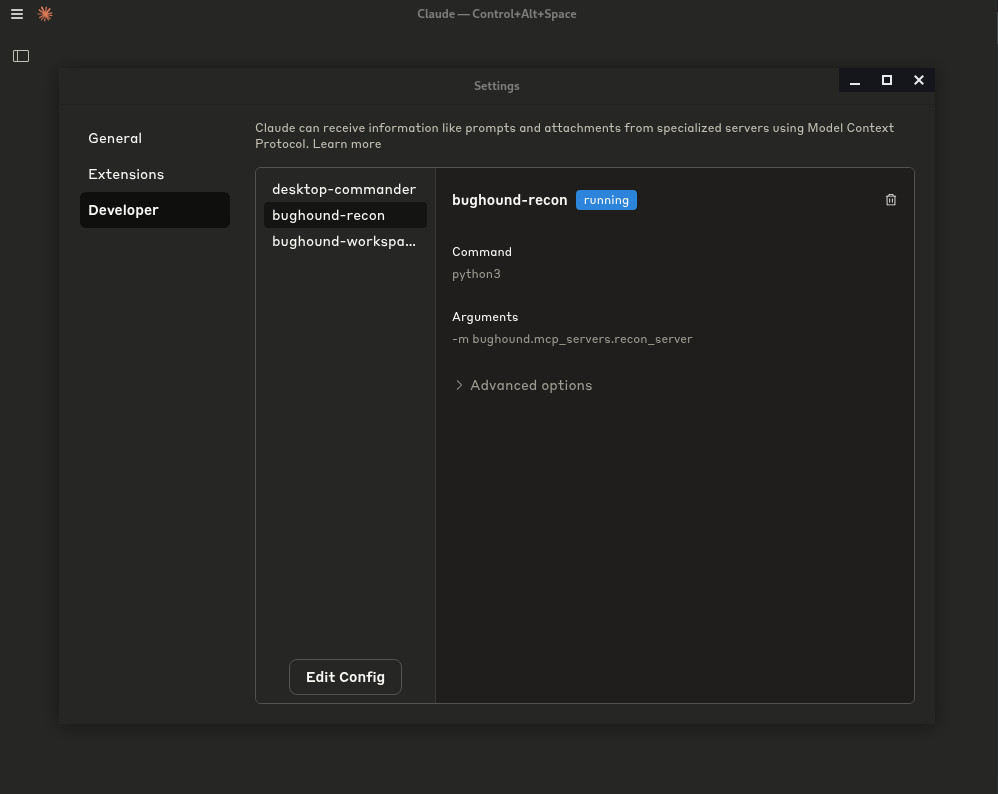 Claude — Control+Alt+Space
Settings
General
Extensions
Developer
Claude can receive information like prompts and attachments from specialized servers using Model Context
Protocol. Learn more
desktop-commander
bughound-recon
bughound-workspa...
Edit Config
bughound-recon running
Command
python3
Arguments
-m bughound.mcp_servers.recon_server
Advanced options